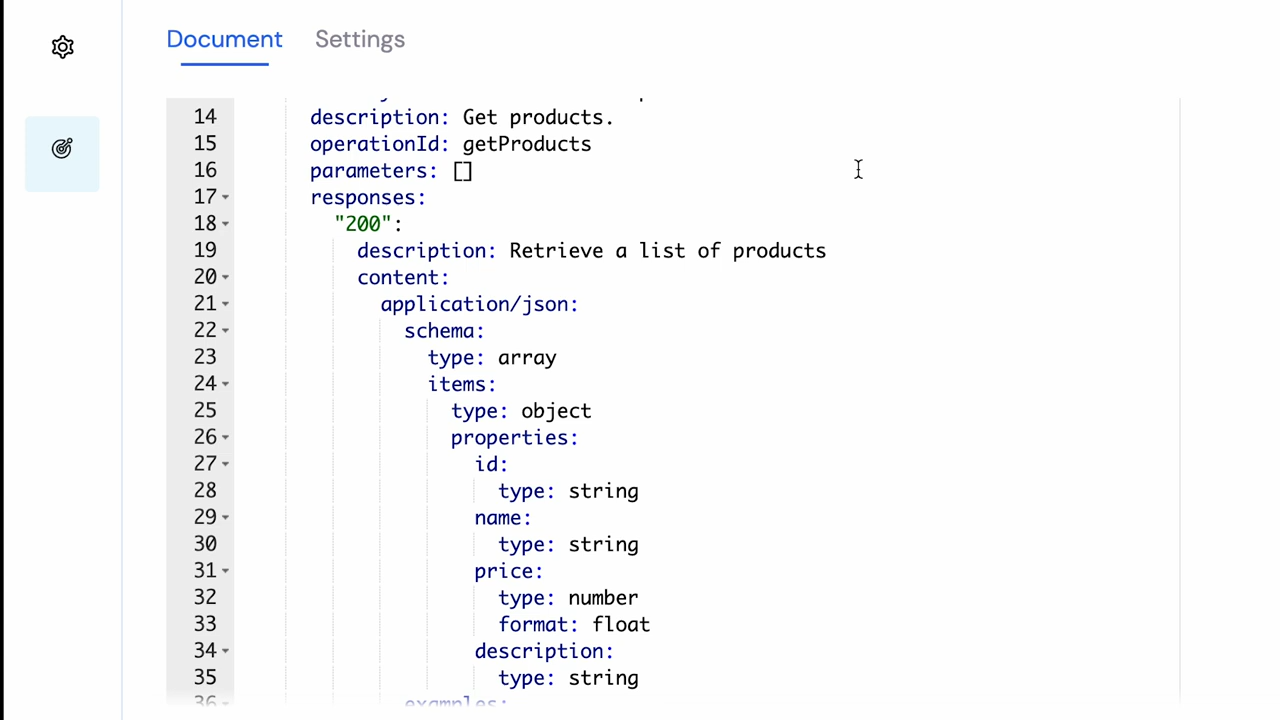 Document Settings
14 description: Get products.
15 operationId: getProducts
16 parameters: []
17 responses:
18 "200":
19 description: Retrieve a list of products
20 content:
21 application/json:
22 schema:
23 type: array
24 items:
25 type: object
26 properties:
27 id:
28 type: string
29 name:
30 type: string
31 price:
32 type: number
33 format: float
34 description:
35 type: string
36 examples: